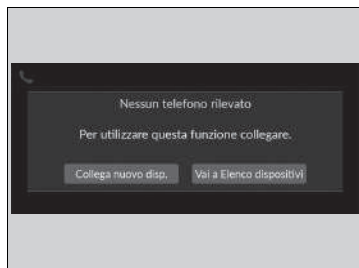 Nessun telefono rilevato
Per utilizzare questa funzione collegare.
Collega nuovo disp. Vai a Elenco dispositivi